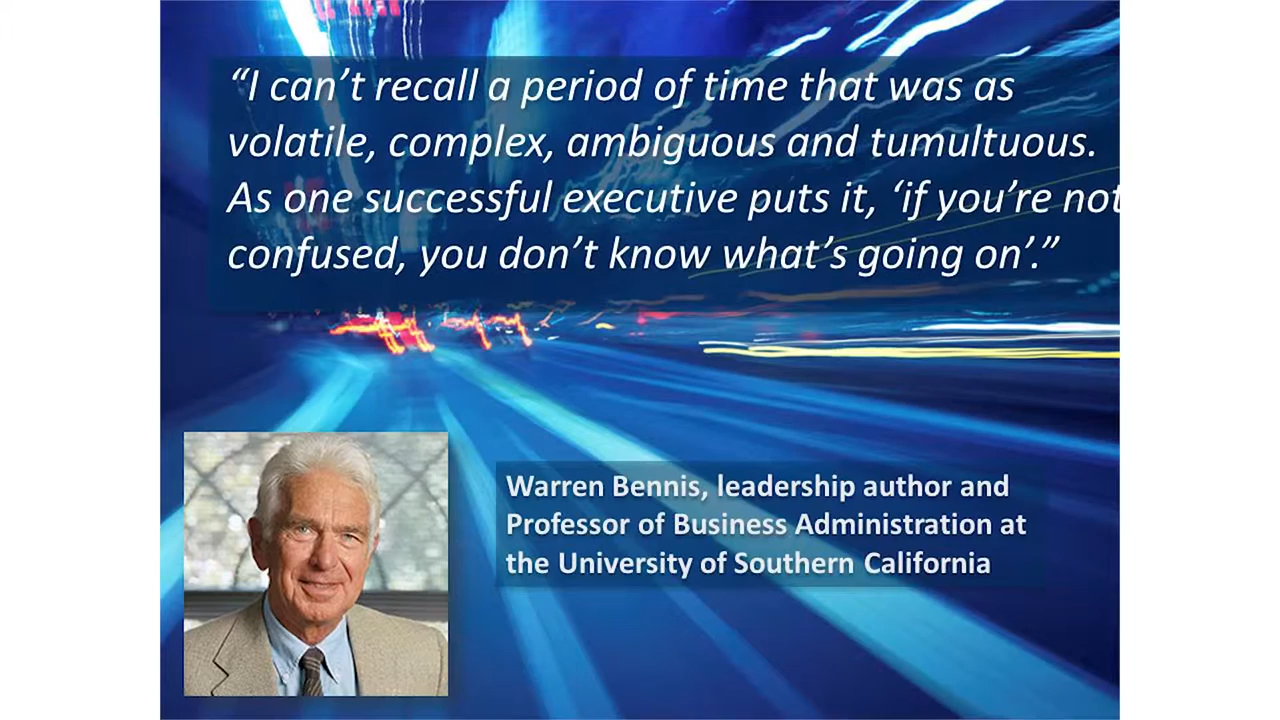 “I can’t recall a period of time that was as
volatile, complex, ambiguous and tumultuous.
As one successful executive puts it, ‘if you’re not
confused, you don’t know what’s going on’.”
Warren Bennis, leadership author and
Professor of Business Administration at
the University of Southern California